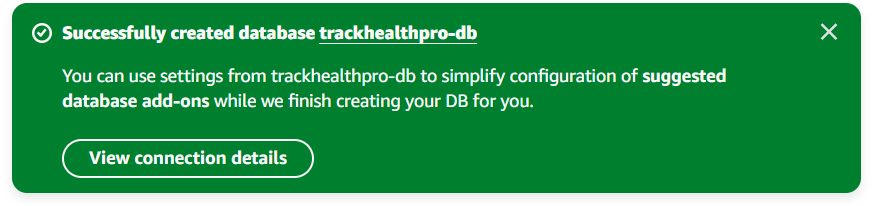 Successfully created database trackhealthpro-db
You can use settings from trackhealthpro-db to simplify configuration of suggested
database add-ons while we finish creating your DB for you.
View connection details